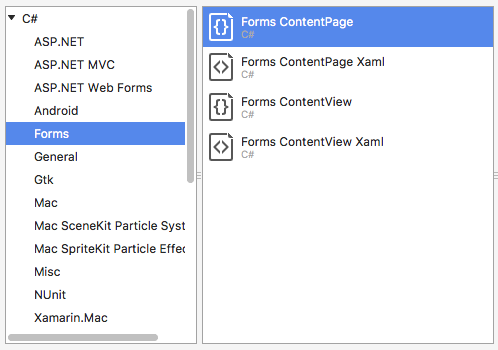 C#
ASP.NET
ASP.NET MVC
ASP.NET Web Forms
Android
Forms
General
Gtk
Mac
Mac SceneKit Particle Syst
Mac SpriteKit Particle Effec
Misc
NUnit
Xamarin.Mac
Forms ContentPage
C#
Forms ContentPage Xaml
C#
Forms ContentView
C#
Forms ContentView Xaml
C#